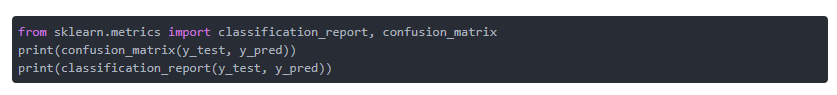 from sklearn.metrics import classification_report, confusion_matrix
print(confusion_matrix(y_test, y_pred))
print(classification_report(y_test, y_pred))